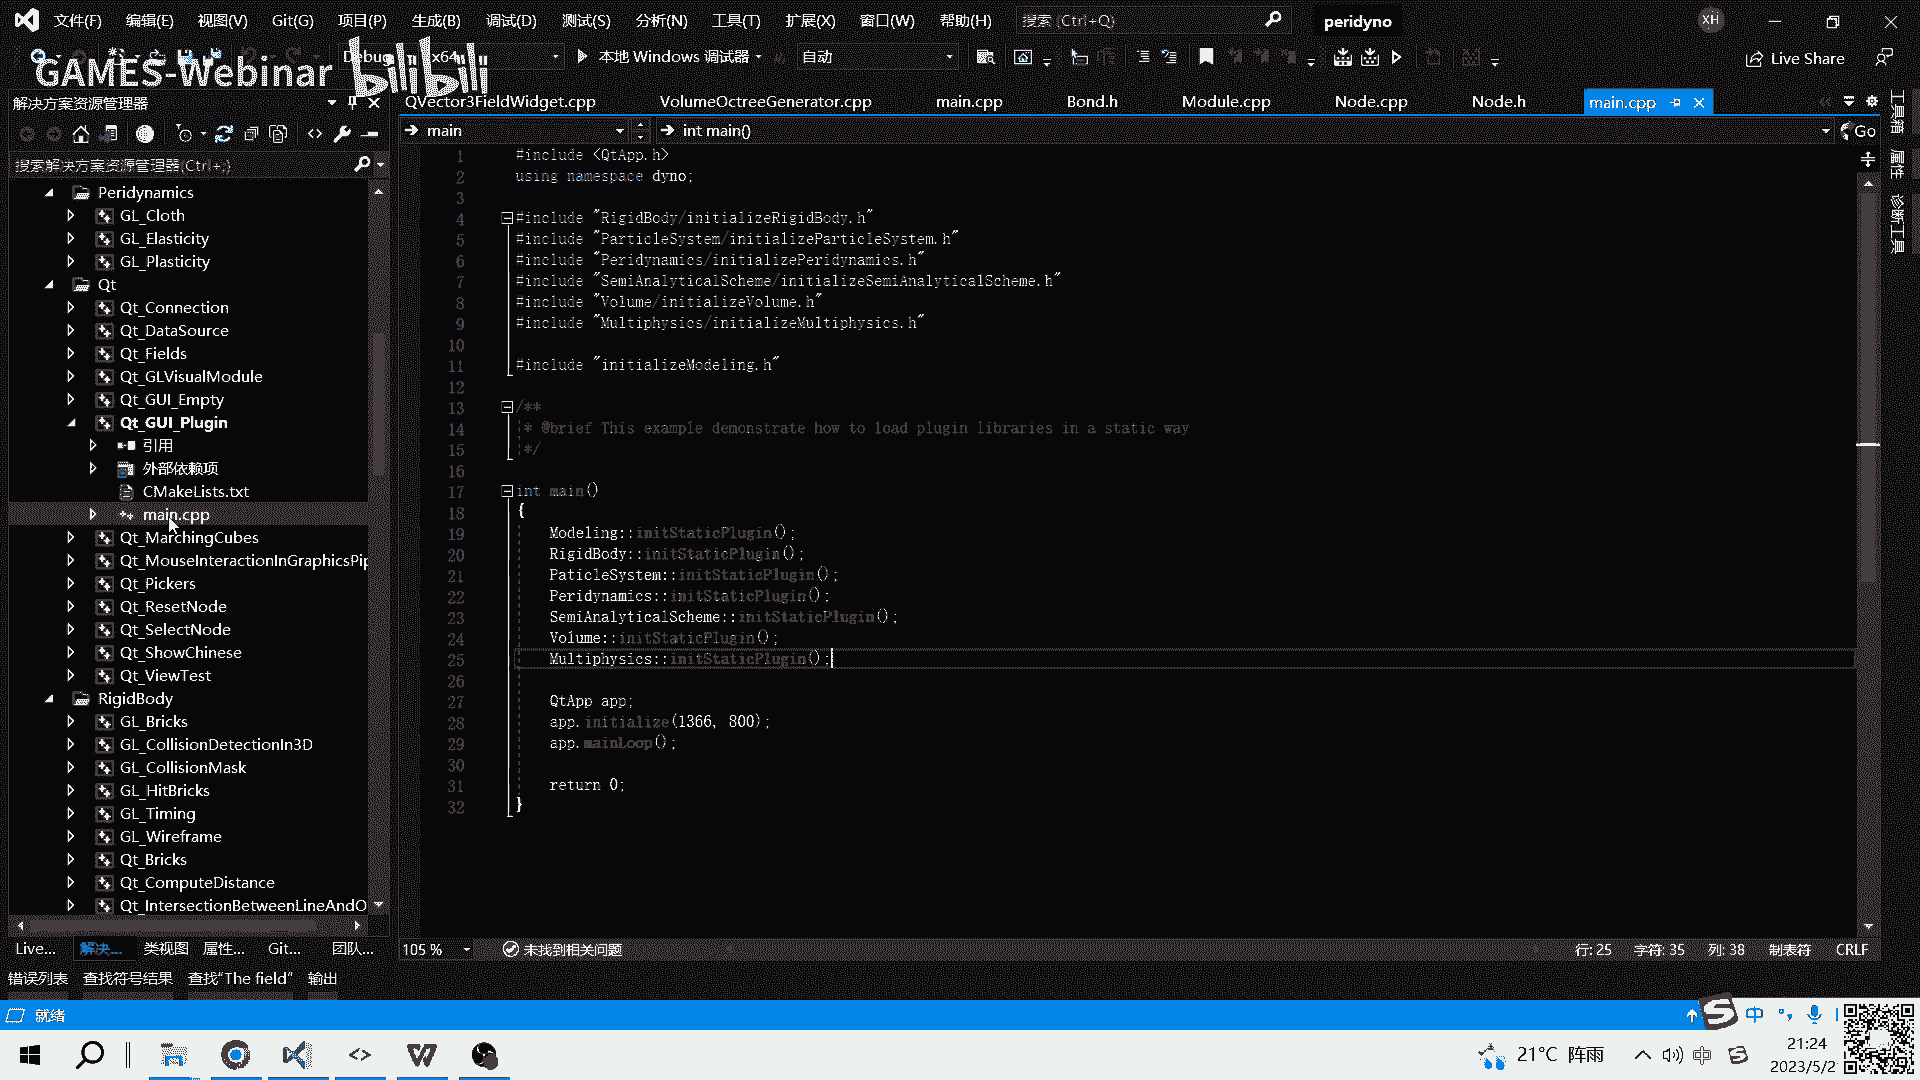 文件(F) 编辑(E) 视图(V) Git(G) 项目(P) 生成(B) 调试(D) 测试(S) 分析(N) 工具(T) 扩展(X) 窗口(W) 帮助(H) 搜索 (Ctrl+Q) peridyno XH
Debug x64 本地 Windows 调试器 自动 Live Share
GAMES-Webinar bilibili
解决方案资源管理器
QVector3FieldWidget.cpp VolumeOctreeGenerator.cpp main.cpp Bond.h Module.cpp Node.cpp Node.h main.cpp
main int main() Go
搜索解决方案资源管理器(Ctrl+;)
Peridynamics
GL_Cloth
GL_Elasticity
GL_Plasticity
Qt
Qt_Connection
Qt_DataSource
Qt_Fields
Qt_GLVisualModule
Qt_GUI_Empty
Qt_GUI_Plugin
引用
外部依赖项
CMakeLists.txt
main.cpp
Qt_MarchingCubes
Qt_MouseInteractionInGraphicsPip
Qt_Pickers
Qt_ResetNode
Qt_SelectNode
Qt_ShowChinese
Qt_ViewTest
RigidBody
GL_Bricks
GL_CollisionDetectionIn3D
GL_CollisionMask
GL_HitBricks
GL_Timing
GL_Wireframe
Qt_Bricks
Qt_ComputeDistance
Qt_IntersectionBetweenLineAndO
1 #include <QtApp.h>
2 using namespace dyno;
3
4 #include "RigidBody/initializeRigidBody.h"
5 #include "ParticleSystem/initializeParticleSystem.h"
6 #include "Peridynamics/initializePeridynamics.h"
7 #include "SemiAnalyticalScheme/initializeSemiAnalyticalScheme.h"
8 #include "Volume/initializeVolume.h"
9 #include "Multiphysics/initializeMultiphysics.h"
10
11 #include "initializeModeling.h"
12
13 /**
14 * @brief This example demonstrate how to load plugin libraries in a static way
15 */
16
17 int main()
18 {
19 Modeling::initStaticPlugin();
20 RigidBody::initStaticPlugin();
21 PaticleSystem::initStaticPlugin();
22 Peridynamics::initStaticPlugin();
23 SemiAnalyticalScheme::initStaticPlugin();
24 Volume::initStaticPlugin();
25 Multiphysics::initStaticPlugin();
26
27 QtApp app;
28 app.initialize(1366, 800);
29 app.mainLoop();
30
31 return 0;
32 }
工具箱
属性
诊断工具
Live... 解决... 类视图 属性... Git... 团队...
105 % 未找到相关问题 行: 25 字符: 35 列: 38 制表符 CRLF
错误列表 查找符号结果 查找"The field" 输出
就绪
中
21°C 阵雨 中 21:24
2023/5/2